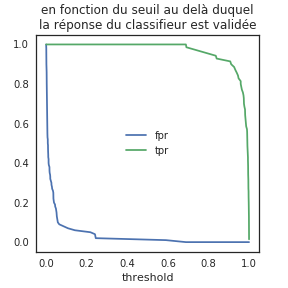 en fonction du seuil au delà duquel
la réponse du classifieur est validée
1.0
0.8
0.6
0.4
0.2
0.0
fpr
tpr
0.0 0.2 0.4 0.6 0.8 1.0
threshold